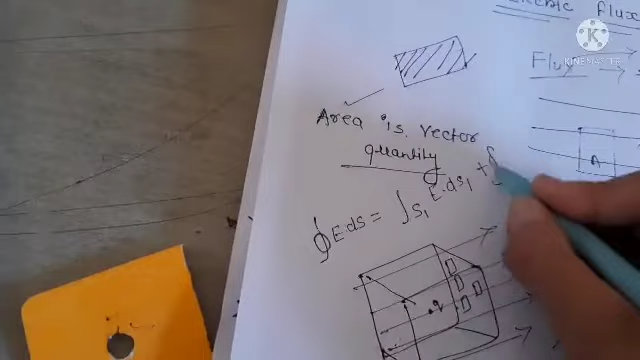 Electric Flux
KINEMASTER
Flux →
A
Area is vector
quantity
∮E·ds = ∫S₁ E·ds₁ + ∫
q